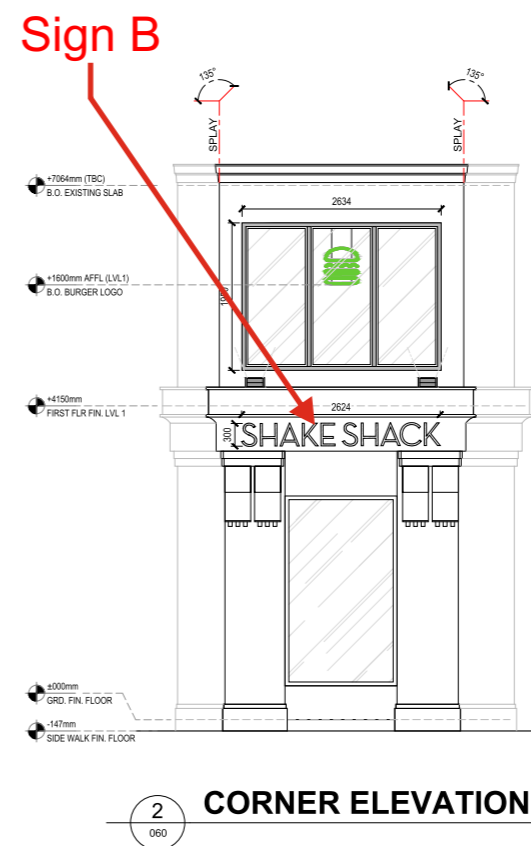 Sign B
135°
135°
SPLAY
SPLAY
+7064mm (TBC)
B.O. EXISTING SLAB
2634
+1600mm AFFL (LVL1)
B.O. BURGER LOGO
+4150mm
FIRST FLR FIN. LVL 1
2624
300
SHAKE SHACK
±000mm
GRD. FIN. FLOOR
-147mm
SIDE WALK FIN. FLOOR
2
060
CORNER ELEVATION